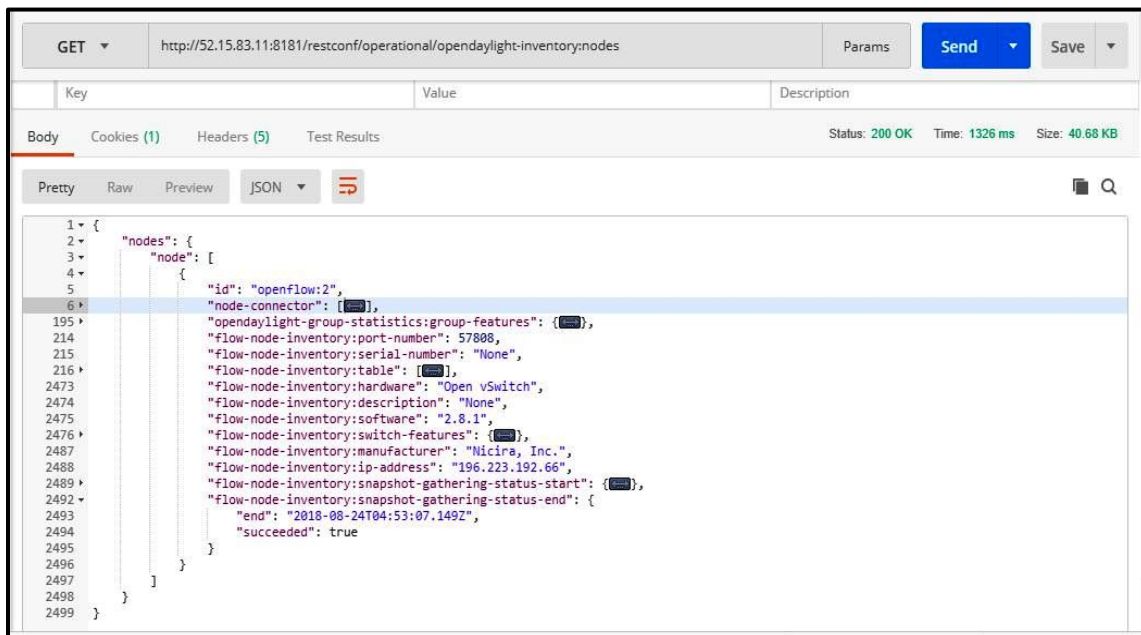 GET http://52.15.83.11:8181/restconf/operational/opendaylight-inventory:nodes Params Send Save
Key Value Description
Body Cookies (1) Headers (5) Test Results Status: 200 OK Time: 1326 ms Size: 40.68 KB
Pretty Raw Preview JSON
1 {
2 "nodes": {
3 "node": [
4 {
5 "id": "openflow:2",
6 "node-connector": [],
195 "opendaylight-group-statistics:group-features": {},
214 "flow-node-inventory:port-number": 57808,
215 "flow-node-inventory:serial-number": "None",
216 "flow-node-inventory:table": [],
2473 "flow-node-inventory:hardware": "Open vSwitch",
2474 "flow-node-inventory:description": "None",
2475 "flow-node-inventory:software": "2.8.1",
2476 "flow-node-inventory:switch-features": {},
2487 "flow-node-inventory:manufacturer": "Nicira, Inc.",
2488 "flow-node-inventory:ip-address": "196.223.192.66",
2489 "flow-node-inventory:snapshot-gathering-status-start": {},
2492 "flow-node-inventory:snapshot-gathering-status-end": {
2493 "end": "2018-08-24T04:53:07.149Z",
2494 "succeeded": true
2495 }
2496 }
2497 ]
2498 }
2499 }